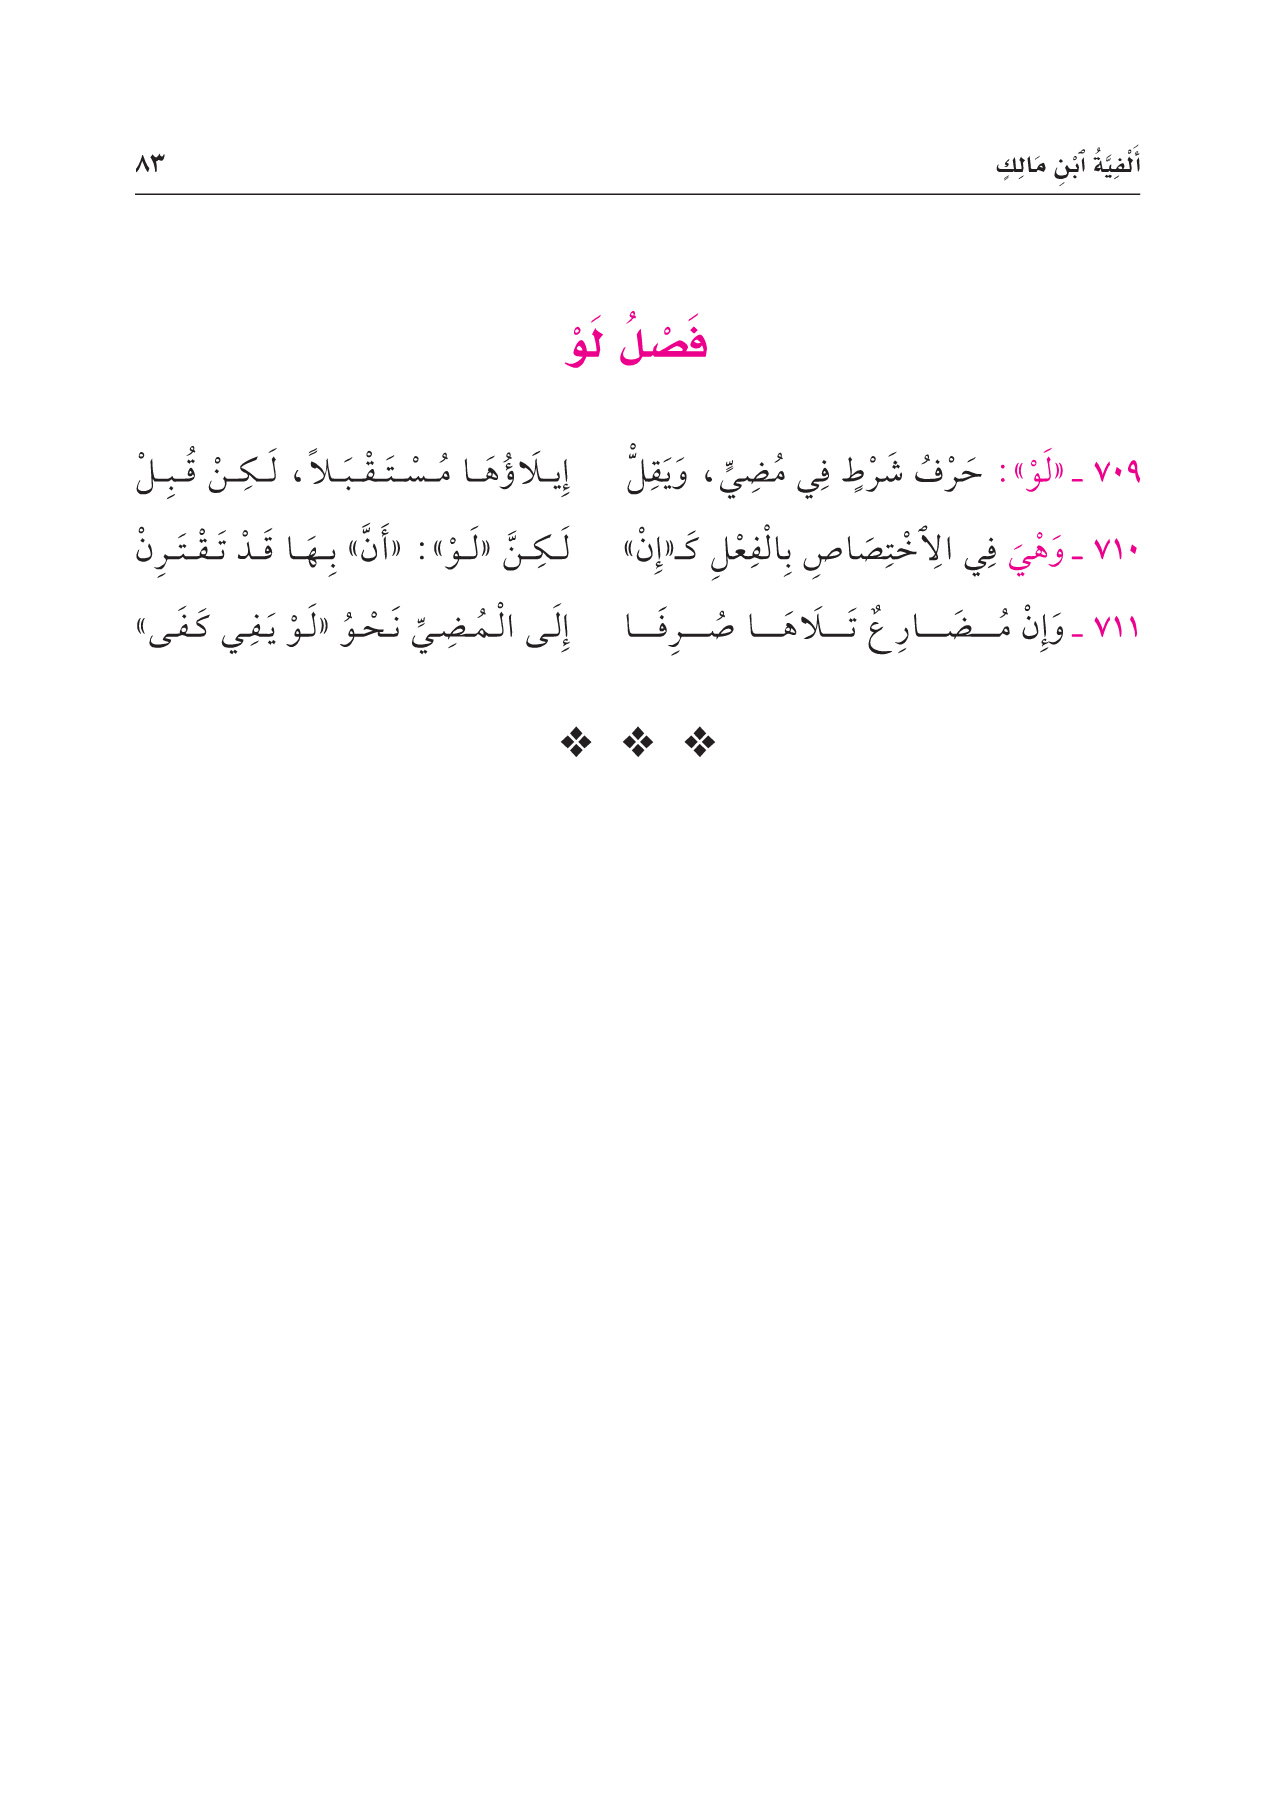 أَلْفِيَّةُ ٱبْنِ مَالِكٍ ٨٣
فَصْلُ لَوْ
٧٠٩ ـ «لَوْ»: حَرْفُ شَرْطٍ فِي مُضِيٍّ، وَيَقِلّْ إِيلَاؤُهَا مُسْتَقْبَلاً، لَكِنْ قُبِلْ
٧١٠ ـ وَهْيَ فِي الِٱخْتِصَاصِ بِالْفِعْلِ كَـ«إِنْ» لَكِنَّ «لَوْ»: «أَنَّ» بِهَا قَدْ تَقْتَرِنْ
٧١١ ـ وَإِنْ مُضَارِعٌ تَلَاهَا صُرِفَا إِلَى الْمُضِيِّ نَحْوُ «لَوْ يَفِي كَفَى»